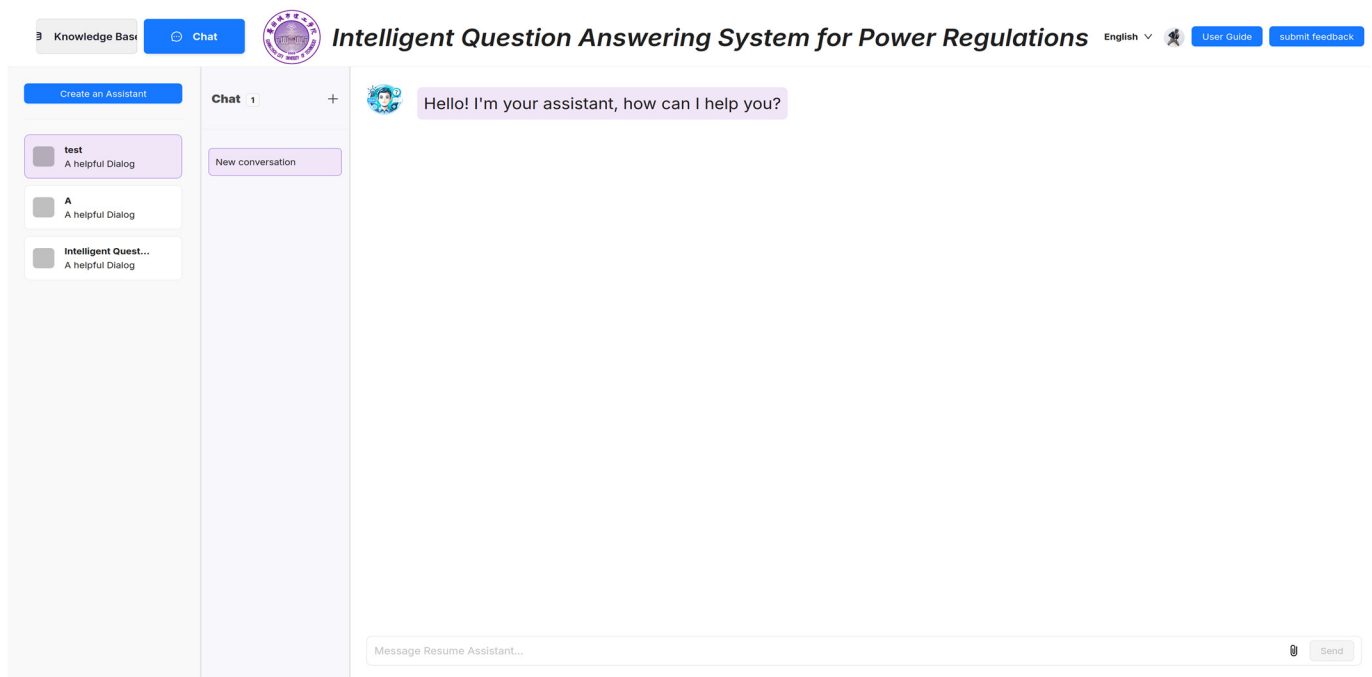 Knowledge Base
Chat
Intelligent Question Answering System for Power Regulations
English
User Guide
submit feedback
Create an Assistant
test
A helpful Dialog
A
A helpful Dialog
Intelligent Quest...
A helpful Dialog
Chat 1
New conversation
Hello! I'm your assistant, how can I help you?
Message Resume Assistant...
Send